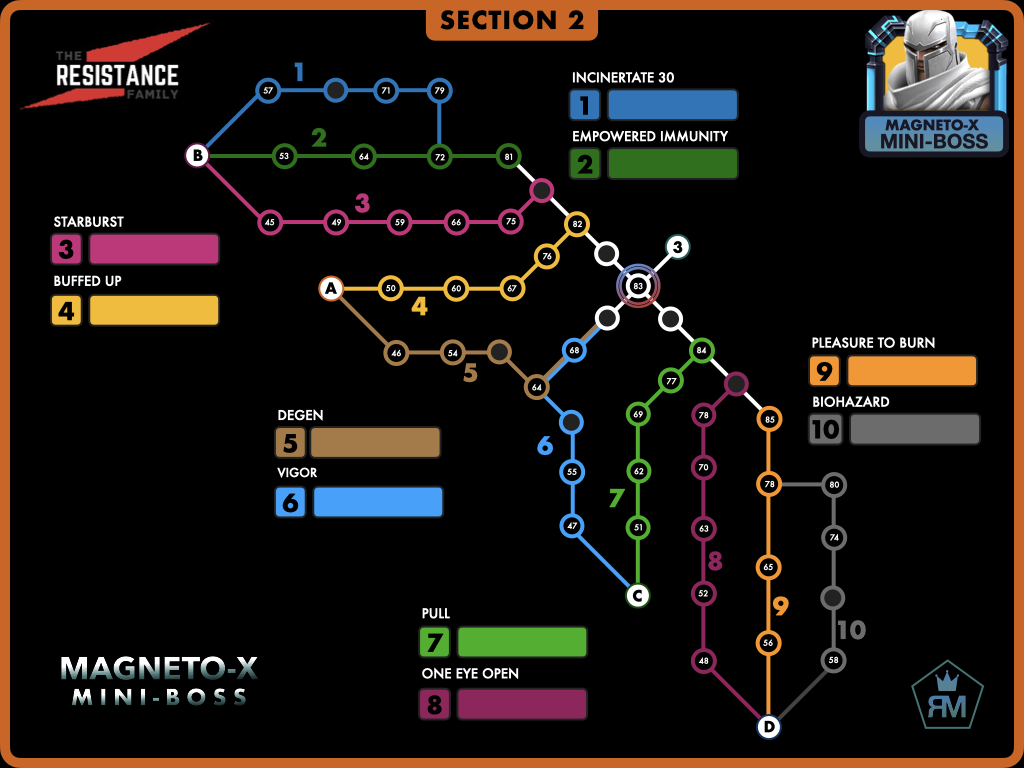 SECTION 2
THE
RESISTANCE
FAMILY
MAGNETO-X
MINI-BOSS
INCINERTATE 30
1
EMPOWERED IMMUNITY
2
1
57
71
79
B
2
53
64
72
81
3
45
49
59
66
75
82
76
3
83
STARBURST
3
BUFFED UP
4
A
50
60
67
4
46
54
5
64
68
84
77
PLEASURE TO BURN
9
BIOHAZARD
10
DEGEN
5
VIGOR
6
6
55
47
69
62
7
51
C
78
70
63
8
52
48
85
78
80
74
65
9
56
10
58
D
PULL
7
ONE EYE OPEN
8
MAGNETO-X
MINI-BOSS
RM